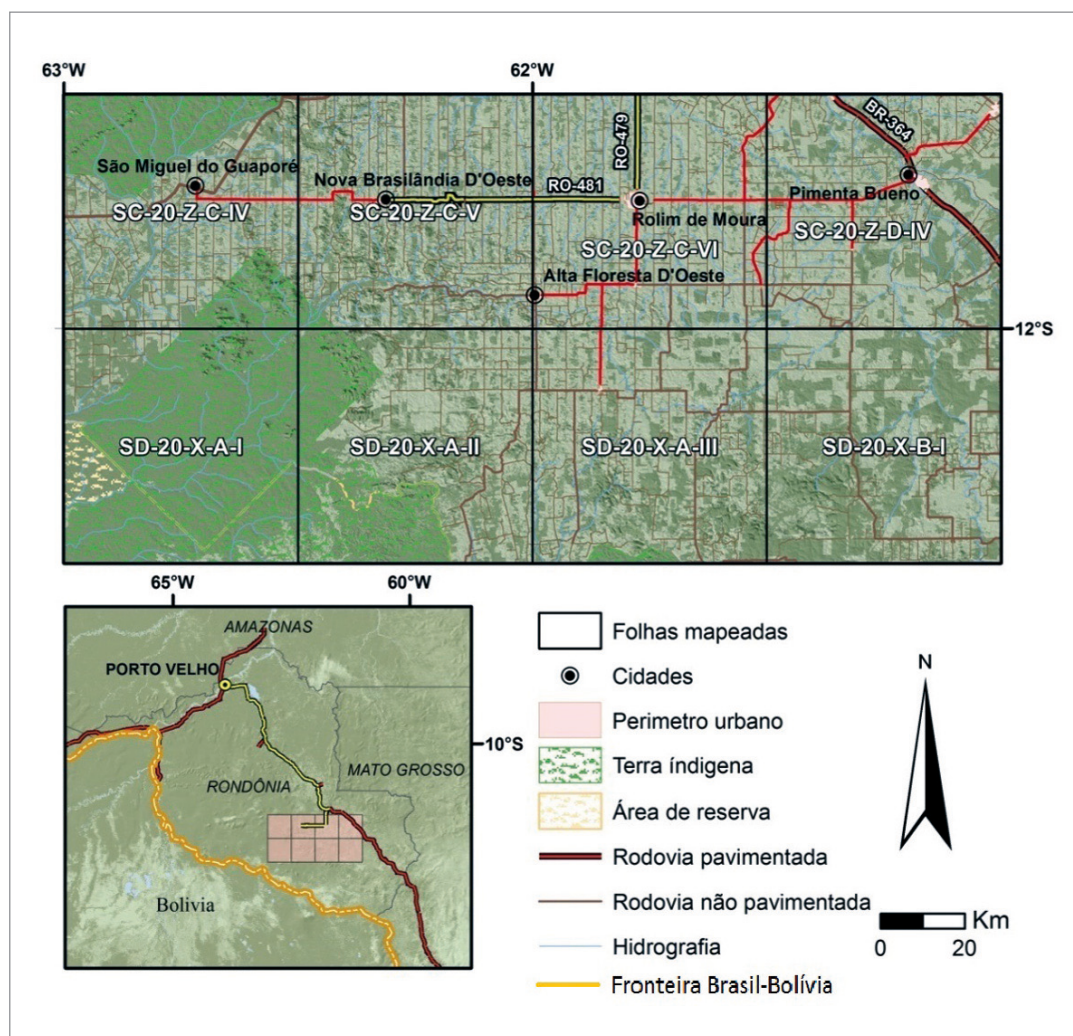 63°W
62°W
RO-479
BR-364
São Miguel do Guaporé
Nova Brasilândia D'Oeste
RO-481
Pimenta Bueno
SC-20-Z-C-IV
SC-20-Z-C-V
Rolim de Moura
SC-20-Z-D-IV
SC-20-Z-C-VI
Alta Floresta D'Oeste
12°S
SD-20-X-A-I
SD-20-X-A-II
SD-20-X-A-III
SD-20-X-B-I
65°W
60°W
AMAZONAS
PORTO VELHO
10°S
MATO GROSSO
RONDÔNIA
Bolivia
Folhas mapeadas
Cidades
Perimetro urbano
Terra índigena
Área de reserva
Rodovia pavimentada
Rodovia não pavimentada
Hidrografia
Fronteira Brasil-Bolívia
N
Km
0 20